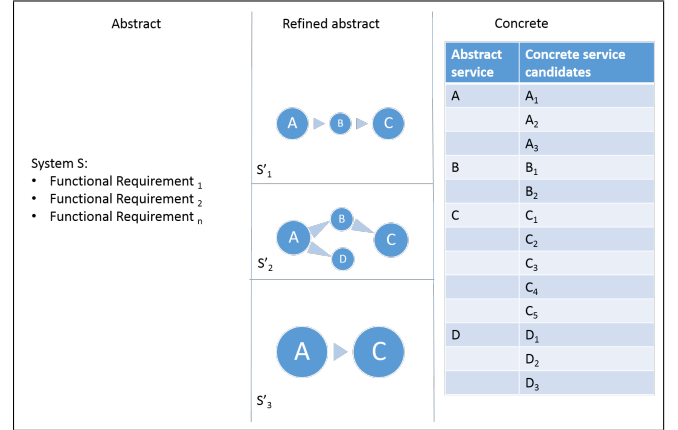 Abstract
Refined abstract
Concrete
System S:
• Functional Requirement 1
• Functional Requirement 2
• Functional Requirement n
A B C
S’1
A B C D
S’2
A C
S’3
Abstract service Concrete service candidates
A A1
A2
A3
B B1
B2
C C1
C2
C3
C4
C5
D D1
D2
D3